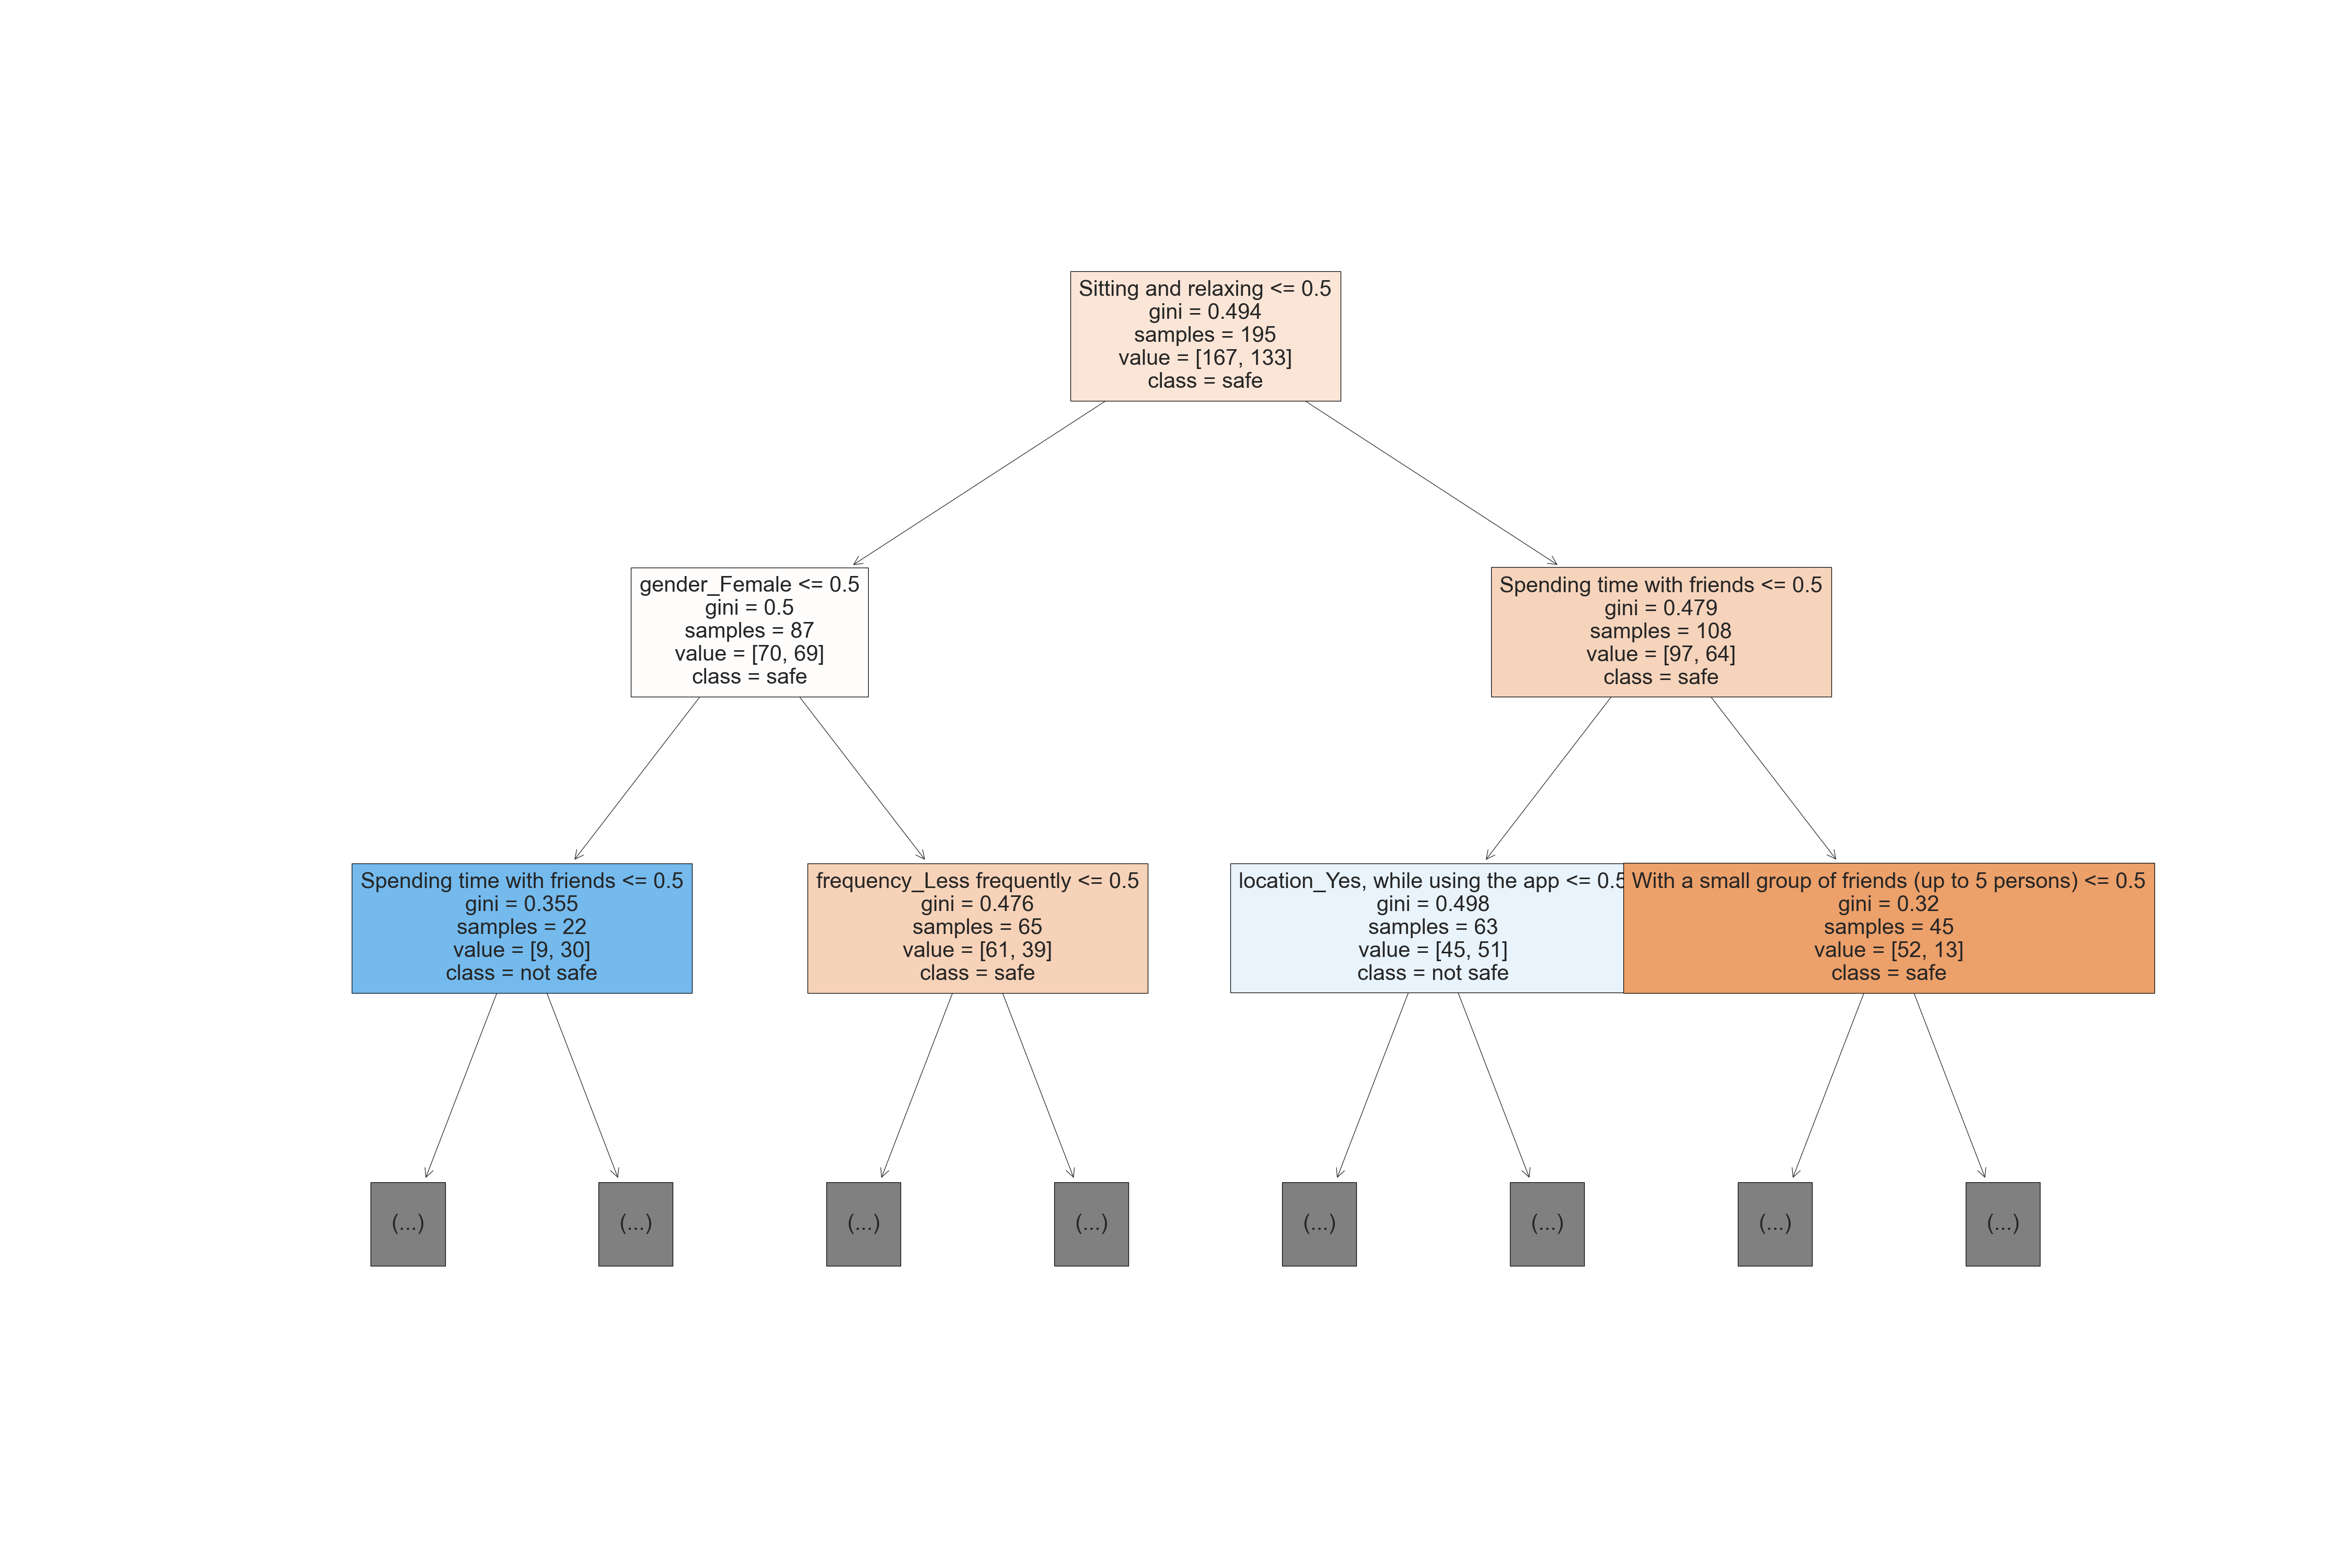 Sitting and relaxing <= 0.5
gini = 0.494
samples = 195
value = [167, 133]
class = safe
gender_Female <= 0.5
gini = 0.5
samples = 87
value = [70, 69]
class = safe
Spending time with friends <= 0.5
gini = 0.479
samples = 108
value = [97, 64]
class = safe
Spending time with friends <= 0.5
gini = 0.355
samples = 22
value = [9, 30]
class = not safe
frequency_Less frequently <= 0.5
gini = 0.476
samples = 65
value = [61, 39]
class = safe
location_Yes, while using the app <= 0.5
gini = 0.498
samples = 63
value = [45, 51]
class = not safe
With a small group of friends (up to 5 persons) <= 0.5
gini = 0.32
samples = 45
value = [52, 13]
class = safe
(...)
(...)
(...)
(...)
(...)
(...)
(...)
(...)